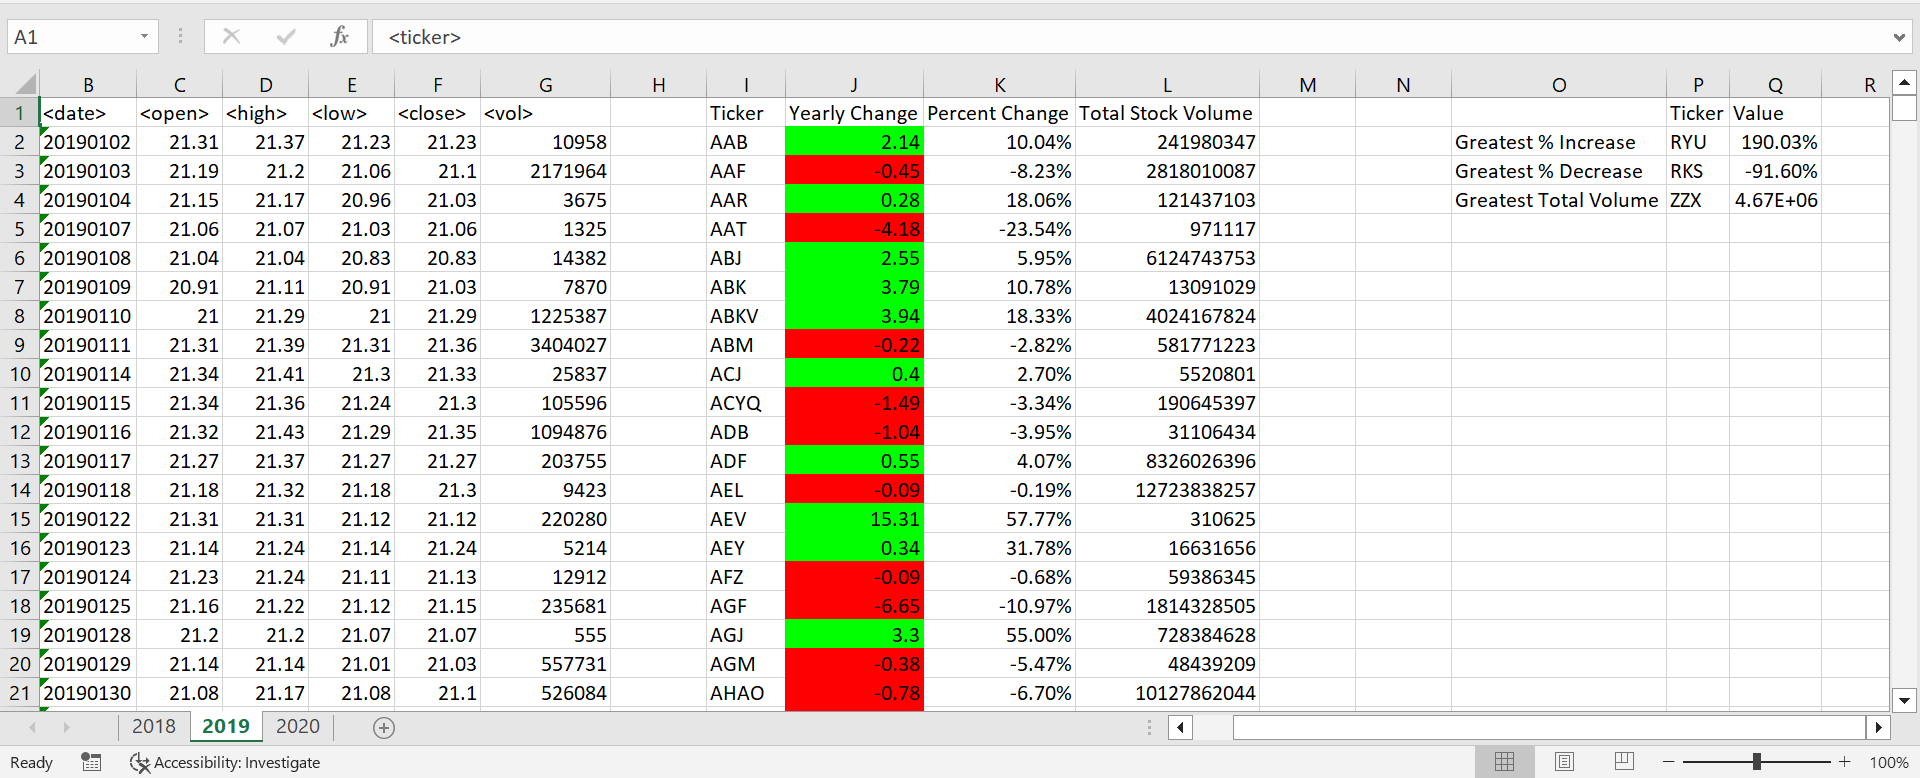 A1 fx <ticker>
B C D E F G H I J K L M N O P Q R
1 <date> <open> <high> <low> <close> <vol> Ticker Yearly Change Percent Change Total Stock Volume Ticker Value
2 20190102 21.31 21.37 21.23 21.23 10958 AAB 2.14 10.04% 241980347 Greatest % Increase RYU 190.03%
3 20190103 21.19 21.2 21.06 21.1 2171964 AAF -0.45 -8.23% 2818010087 Greatest % Decrease RKS -91.60%
4 20190104 21.15 21.17 20.96 21.03 3675 AAR 0.28 18.06% 121437103 Greatest Total Volume ZZX 4.67E+06
5 20190107 21.06 21.07 21.03 21.06 1325 AAT -4.18 -23.54% 971117
6 20190108 21.04 21.04 20.83 20.83 14382 ABJ 2.55 5.95% 6124743753
7 20190109 20.91 21.11 20.91 21.03 7870 ABK 3.79 10.78% 13091029
8 20190110 21 21.29 21 21.29 1225387 ABKV 3.94 18.33% 4024167824
9 20190111 21.31 21.39 21.31 21.36 3404027 ABM -0.22 -2.82% 581771223
10 20190114 21.34 21.41 21.3 21.33 25837 ACJ 0.4 2.70% 5520801
11 20190115 21.34 21.36 21.24 21.3 105596 ACYQ -1.49 -3.34% 190645397
12 20190116 21.32 21.43 21.29 21.35 1094876 ADB -1.04 -3.95% 31106434
13 20190117 21.27 21.37 21.27 21.27 203755 ADF 0.55 4.07% 8326026396
14 20190118 21.18 21.32 21.18 21.3 9423 AEL -0.09 -0.19% 12723838257
15 20190122 21.31 21.31 21.12 21.12 220280 AEV 15.31 57.77% 310625
16 20190123 21.14 21.24 21.14 21.24 5214 AEY 0.34 31.78% 16631656
17 20190124 21.23 21.24 21.11 21.13 12912 AFZ -0.09 -0.68% 59386345
18 20190125 21.16 21.22 21.12 21.15 235681 AGF -6.65 -10.97% 1814328505
19 20190128 21.2 21.2 21.07 21.07 555 AGJ 3.3 55.00% 728384628
20 20190129 21.14 21.14 21.01 21.03 557731 AGM -0.38 -5.47% 48439209
21 20190130 21.08 21.17 21.08 21.1 526084 AHAO -0.78 -6.70% 10127862044
2018 2019 2020
Ready Accessibility: Investigate 100%